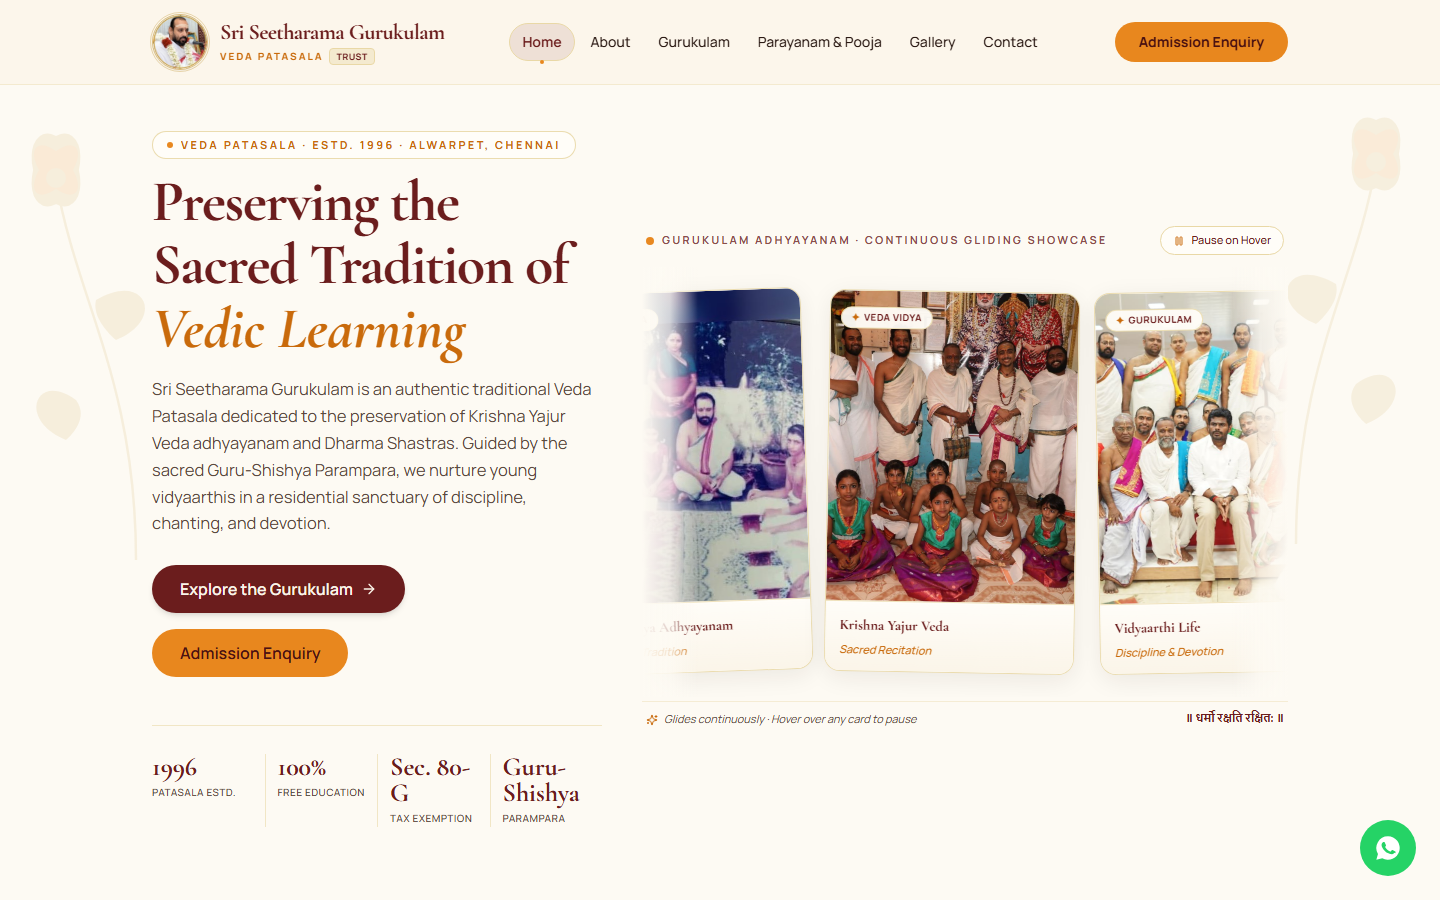 Sri Seetharama Gurukulam
VEDA PATASALA TRUST
Home About Gurukulam Parayanam & Pooja Gallery Contact
Admission Enquiry
VEDA PATASALA · ESTD. 1996 · ALWARPET, CHENNAI
Preserving the
Sacred Tradition of
Vedic Learning
Sri Seetharama Gurukulam is an authentic traditional Veda
Patasala dedicated to the preservation of Krishna Yajur
Veda adhyayanam and Dharma Shastras. Guided by the
sacred Guru-Shishya Parampara, we nurture young
vidyaarthis in a residential sanctuary of discipline,
chanting, and devotion.
Explore the Gurukulam →
Admission Enquiry
1996
PATASALA ESTD.
100%
FREE EDUCATION
Sec. 80-
G
TAX EXEMPTION
Guru-
Shishya
PARAMPARA
GURUKULAM ADHYAYANAM · CONTINUOUS GLIDING SHOWCASE
Pause on Hover
Adhyayanam
VEDA VIDYA
Krishna Yajur Veda
Sacred Recitation
GURUKULAM
Vidyaarthi Life
Discipline & Devotion
Glides continuously · Hover over any card to pause
॥ धर्मो रक्षति रक्षितः ॥